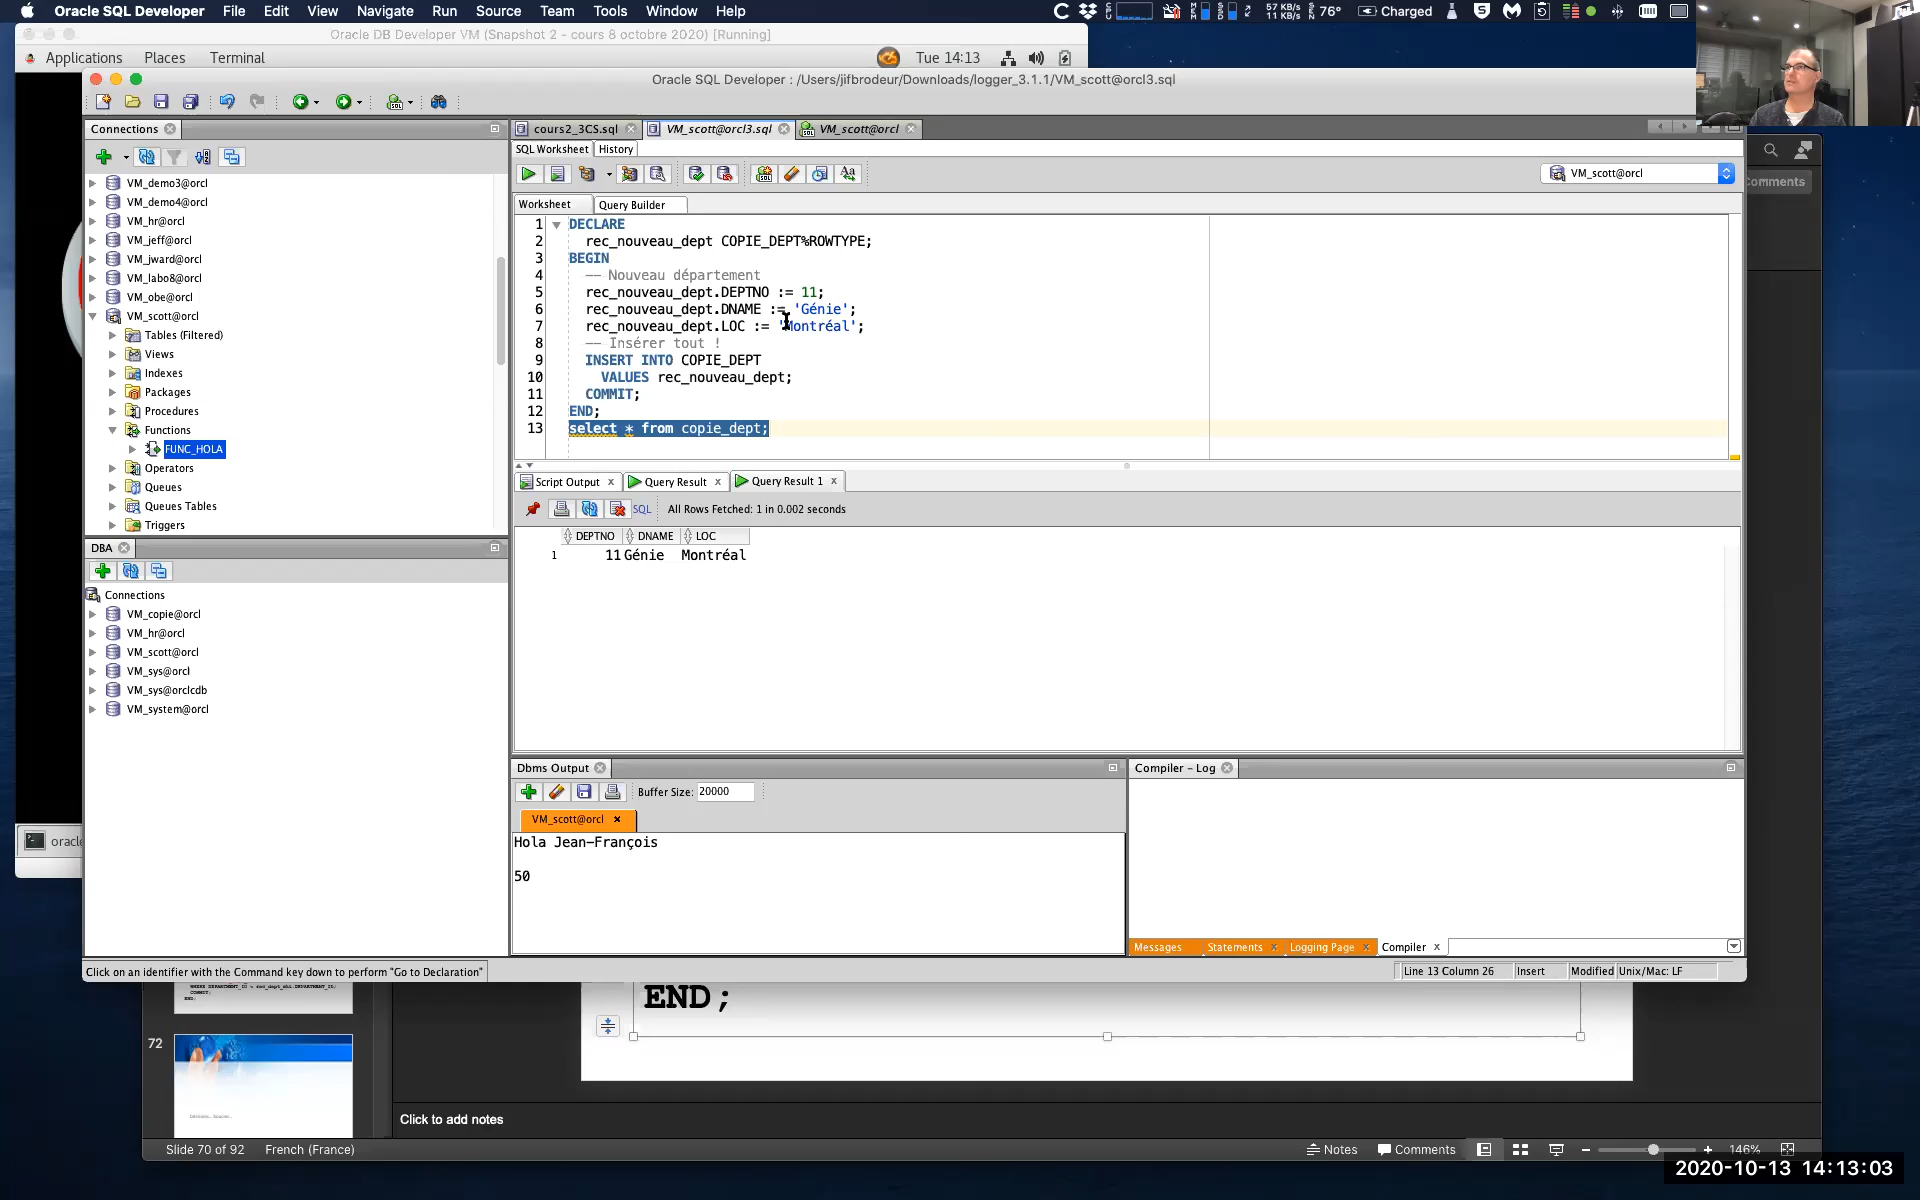 Oracle SQL Developer File Edit View Navigate Run Source Team Tools Window Help
57 KB/s
11 KB/s
76° Charged
Oracle DB Developer VM (Snapshot 2 - cours 8 octobre 2020) [Running]
Applications Places Terminal Tue 14:13
Oracle SQL Developer : /Users/jifbrodeur/Downloads/logger_3.1.1/VM_scott@orcl3.sql
Connections
cours2_3CS.sql VM_scott@orcl3.sql VM_scott@orcl
SQL Worksheet History
VM_scott@orcl
omments
Worksheet Query Builder
VM_demo3@orcl
VM_demo4@orcl
VM_hr@orcl
VM_jeff@orcl
VM_jward@orcl
VM_labo8@orcl
VM_obe@orcl
VM_scott@orcl
Tables (Filtered)
Views
Indexes
Packages
Procedures
Functions
FUNC_HOLA
Operators
Queues
Queues Tables
Triggers
1 DECLARE
2 rec_nouveau_dept COPIE_DEPT%ROWTYPE;
3 BEGIN
4 -- Nouveau département
5 rec_nouveau_dept.DEPTNO := 11;
6 rec_nouveau_dept.DNAME := 'Génie';
7 rec_nouveau_dept.LOC := 'Montréal';
8 -- Insérer tout !
9 INSERT INTO COPIE_DEPT
10 VALUES rec_nouveau_dept;
11 COMMIT;
12 END;
13 select * from copie_dept;
Script Output x Query Result x Query Result 1 x
SQL All Rows Fetched: 1 in 0.002 seconds
DEPTNO DNAME LOC
1 11 Génie Montréal
DBA
Connections
VM_copie@orcl
VM_hr@orcl
VM_scott@orcl
VM_sys@orcl
VM_sys@orclcdb
VM_system@orcl
Dbms Output
Buffer Size: 20000
VM_scott@orcl
Hola Jean-François
50
Compiler - Log
Messages Statements Logging Page Compiler
oracle
Click on an identifier with the Command key down to perform "Go to Declaration"
Line 13 Column 26 Insert Modified Unix/Mac: LF
COMMIT;
END;
END;
72
Click to add notes
Slide 70 of 92 French (France)
Notes Comments 146%
2020-10-13 14:13:03